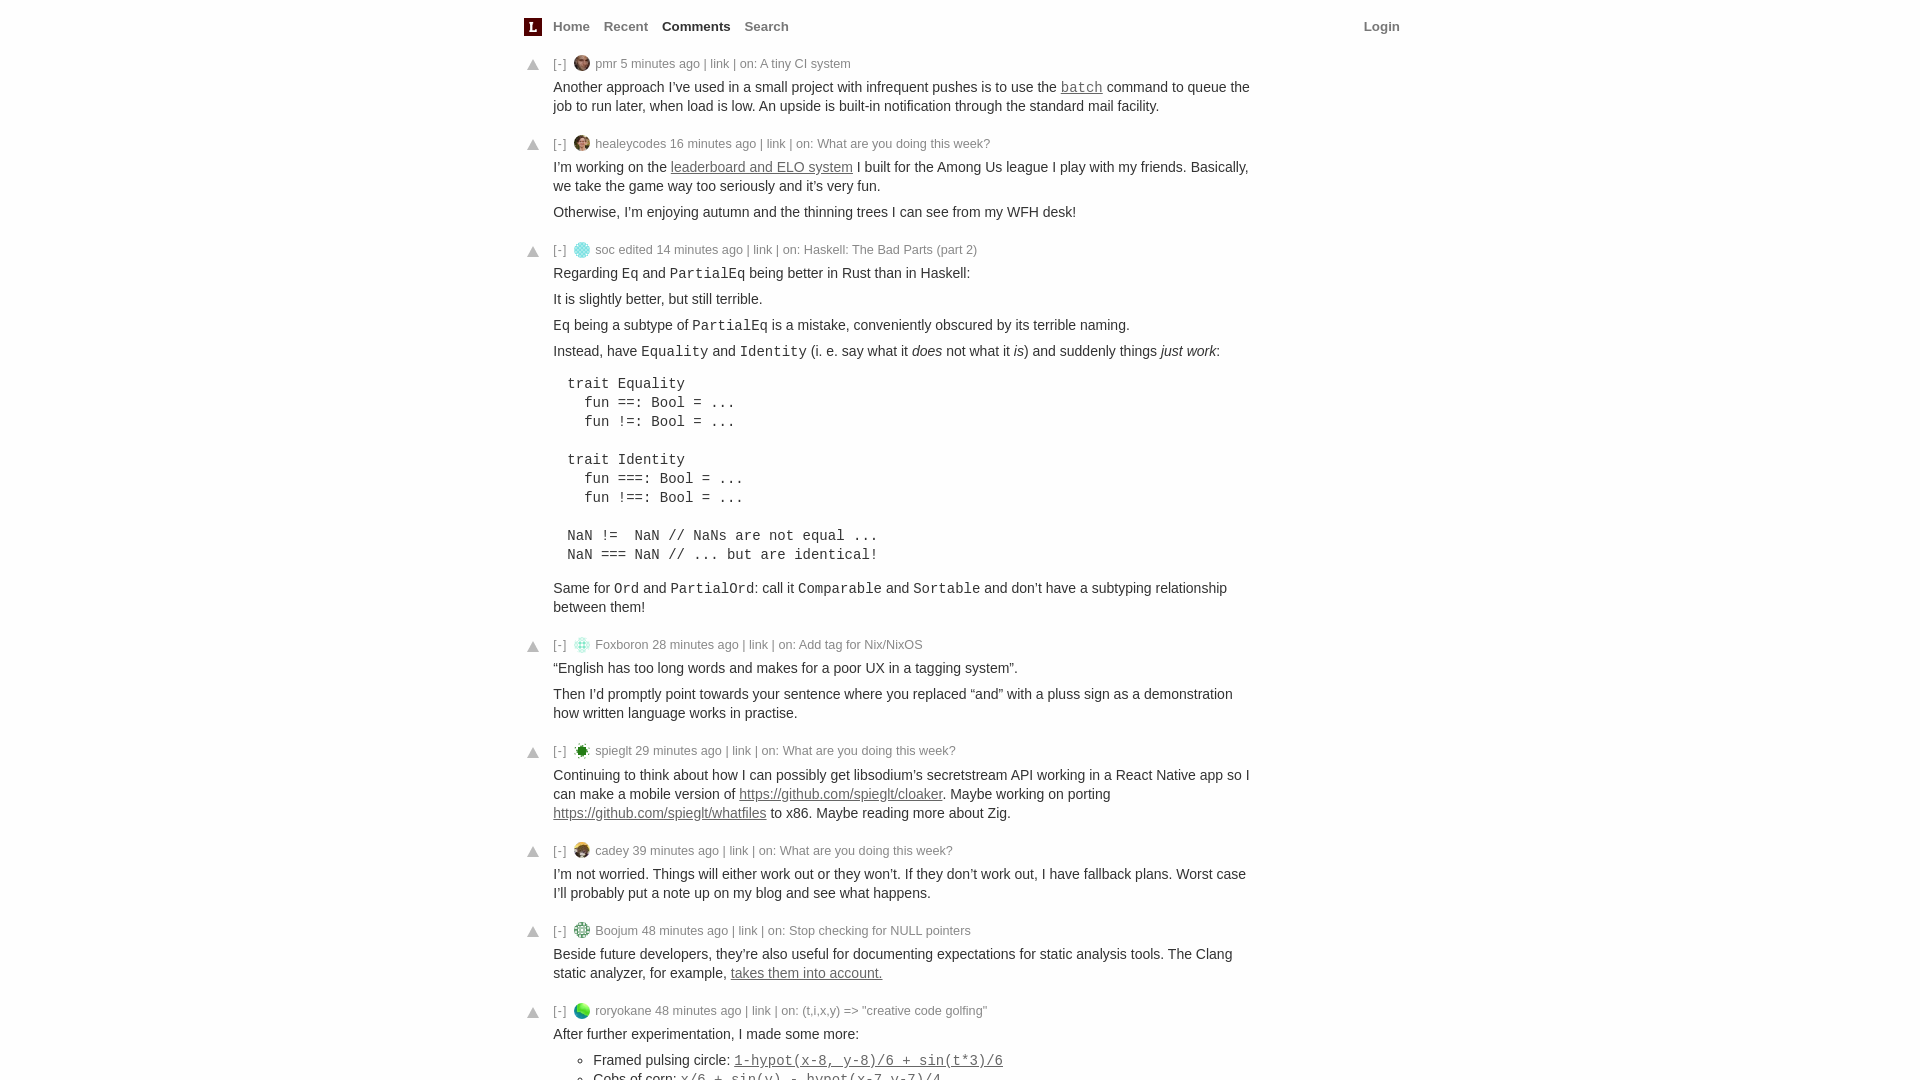 L Home Recent Comments Search Login
[-] pmr 5 minutes ago | link | on: A tiny CI system
Another approach I’ve used in a small project with infrequent pushes is to use the batch command to queue the
job to run later, when load is low. An upside is built-in notification through the standard mail facility.
[-] healeycodes 16 minutes ago | link | on: What are you doing this week?
I’m working on the leaderboard and ELO system I built for the Among Us league I play with my friends. Basically,
we take the game way too seriously and it’s very fun.
Otherwise, I’m enjoying autumn and the thinning trees I can see from my WFH desk!
[-] soc edited 14 minutes ago | link | on: Haskell: The Bad Parts (part 2)
Regarding Eq and PartialEq being better in Rust than in Haskell:
It is slightly better, but still terrible.
Eq being a subtype of PartialEq is a mistake, conveniently obscured by its terrible naming.
Instead, have Equality and Identity (i. e. say what it does not what it is) and suddenly things just work:
trait Equality
  fun ==: Bool = ...
  fun !=: Bool = ...
trait Identity
  fun ===: Bool = ...
  fun !==: Bool = ...
NaN !=  NaN // NaNs are not equal ...
NaN === NaN // ... but are identical!
Same for Ord and PartialOrd: call it Comparable and Sortable and don’t have a subtyping relationship
between them!
[-] Foxboron 28 minutes ago | link | on: Add tag for Nix/NixOS
“English has too long words and makes for a poor UX in a tagging system”.
Then I’d promptly point towards your sentence where you replaced “and” with a pluss sign as a demonstration
how written language works in practise.
[-] spieglt 29 minutes ago | link | on: What are you doing this week?
Continuing to think about how I can possibly get libsodium’s secretstream API working in a React Native app so I
can make a mobile version of https://github.com/spieglt/cloaker. Maybe working on porting
https://github.com/spieglt/whatfiles to x86. Maybe reading more about Zig.
[-] cadey 39 minutes ago | link | on: What are you doing this week?
I’m not worried. Things will either work out or they won’t. If they don’t work out, I have fallback plans. Worst case
I’ll probably put a note up on my blog and see what happens.
[-] Boojum 48 minutes ago | link | on: Stop checking for NULL pointers
Beside future developers, they’re also useful for documenting expectations for static analysis tools. The Clang
static analyzer, for example, takes them into account.
[-] roryokane 48 minutes ago | link | on: (t,i,x,y) => "creative code golfing"
After further experimentation, I made some more:
Framed pulsing circle: 1-hypot(x-8, y-8)/6 + sin(t*3)/6
Cobs of corn: x/6 + sin(y) - hypot(x-7,y-7)/4